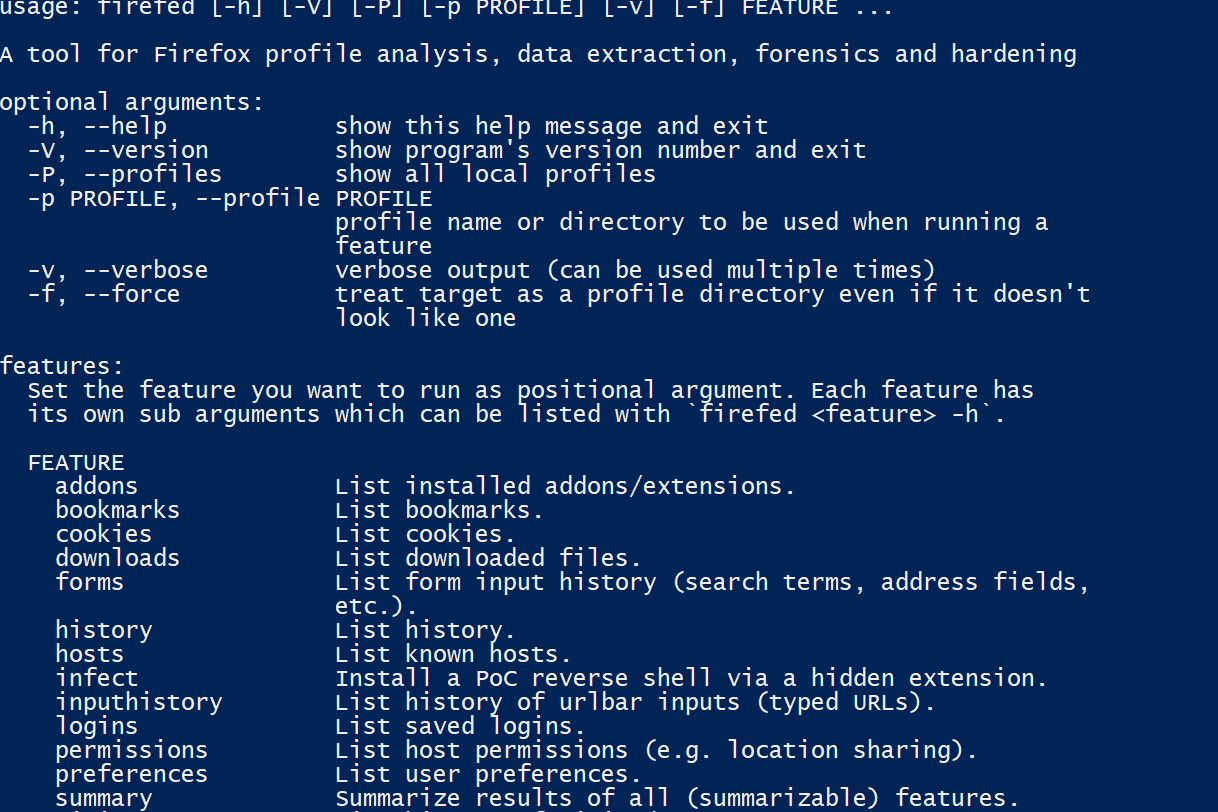 usage: firefed [-h] [-V] [-P] [-p PROFILE] [-v] [-f] FEATURE ...
A tool for Firefox profile analysis, data extraction, forensics and hardening
optional arguments:
-h, --help show this help message and exit
-V, --version show program's version number and exit
-P, --profiles show all local profiles
-p PROFILE, --profile PROFILE
profile name or directory to be used when running a
feature
-v, --verbose verbose output (can be used multiple times)
-f, --force treat target as a profile directory even if it doesn't
look like one
features:
Set the feature you want to run as positional argument. Each feature has
its own sub arguments which can be listed with `firefed <feature> -h`.
FEATURE
addons List installed addons/extensions.
bookmarks List bookmarks.
cookies List cookies.
downloads List downloaded files.
forms List form input history (search terms, address fields,
etc.).
history List history.
hosts List known hosts.
infect Install a PoC reverse shell via a hidden extension.
inputhistory List history of urlbar inputs (typed URLs).
logins List saved logins.
permissions List host permissions (e.g. location sharing).
preferences List user preferences.
summary Summarize results of all (summarizable) features.